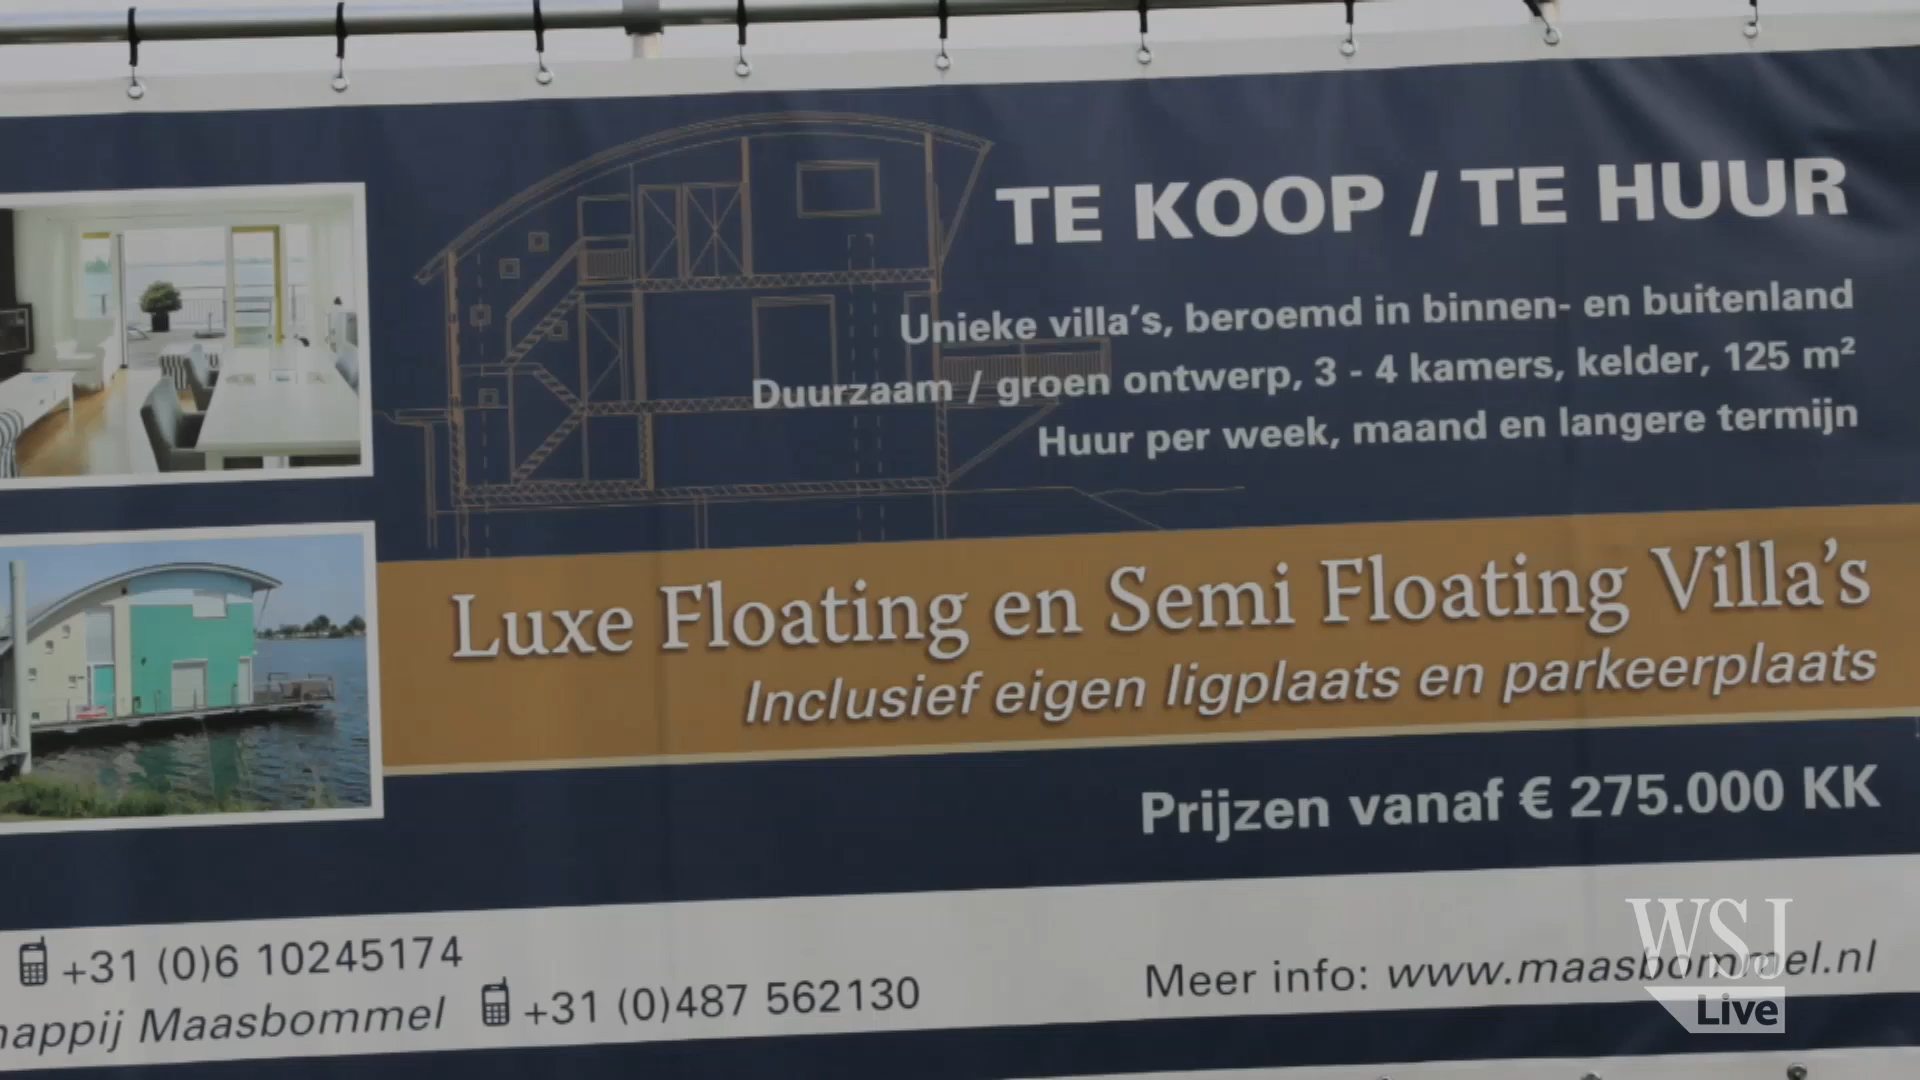 TE KOOP / TE HUUR
Unieke villa's, beroemd in binnen- en buitenland
Duurzaam / groen ontwerp, 3 - 4 kamers, kelder, 125 m²
Huur per week, maand en langere termijn
Luxe Floating en Semi Floating Villa's
Inclusief eigen ligplaats en parkeerplaats
Prijzen vanaf € 275.000 KK
+31 (0)6 10245174
Maasbommel +31 (0)487 562130
Meer info: www.maasbommel.nl
WSJ
Live